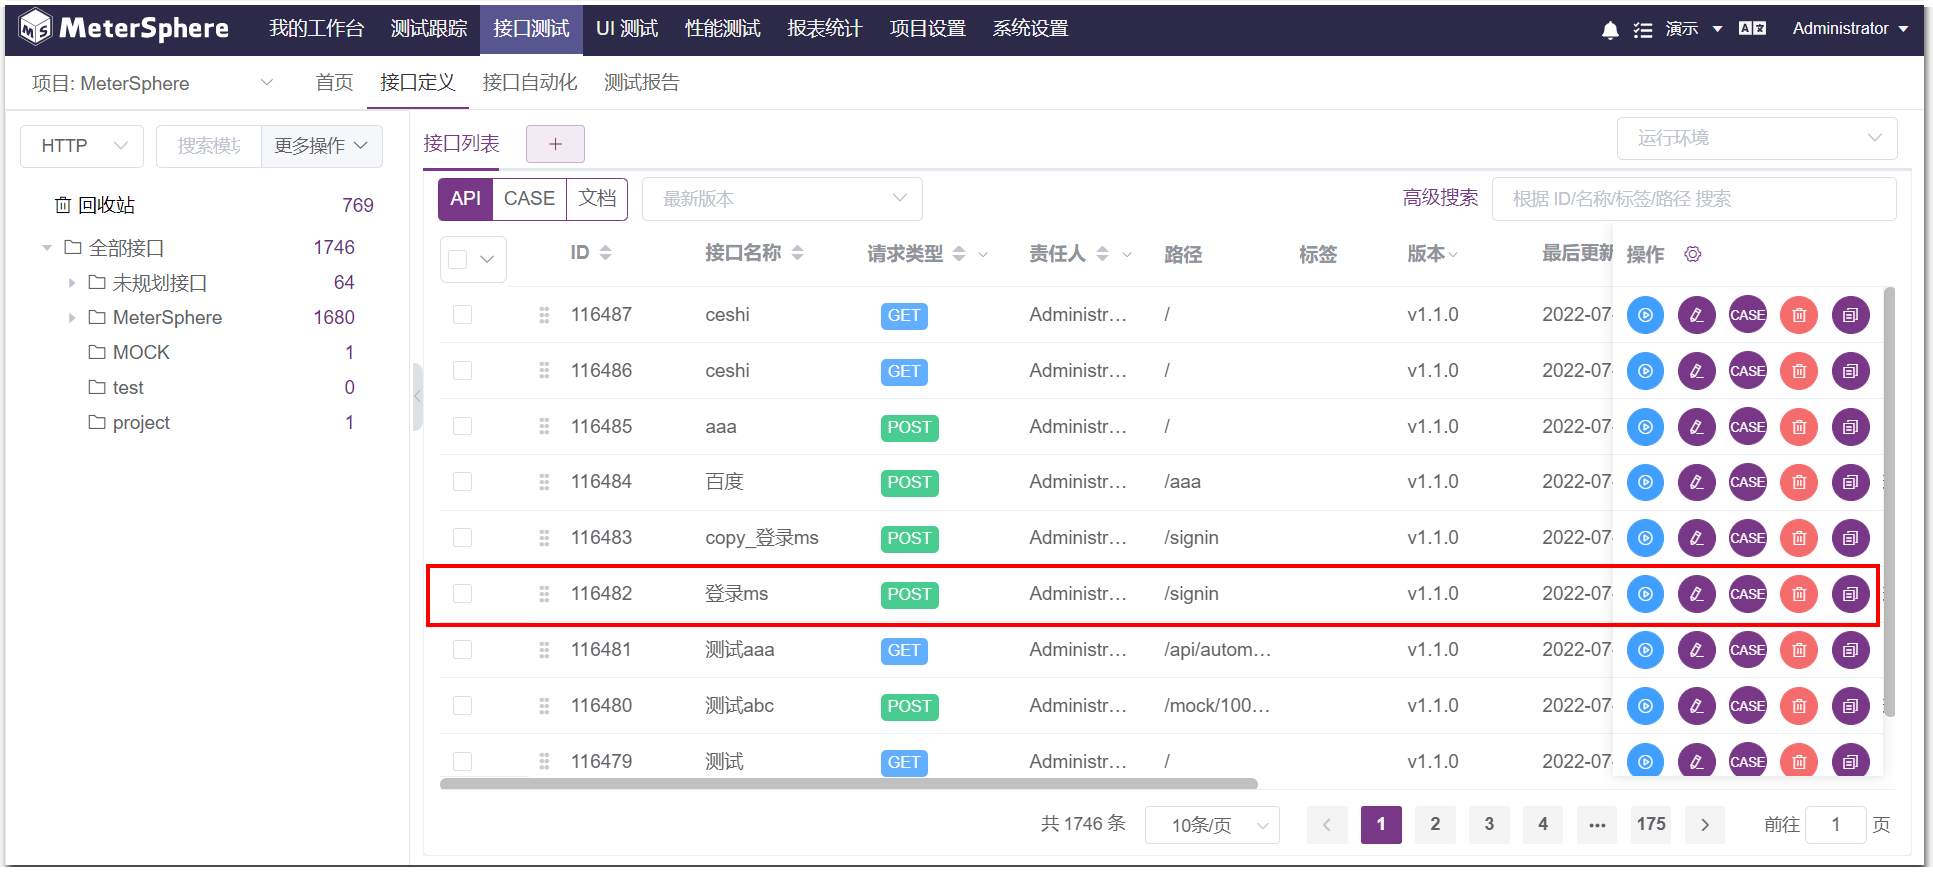 MeterSphere 我的工作台 测试跟踪 接口测试 UI 测试 性能测试 报表统计 项目设置 系统设置 演示 Administrator
项目: MeterSphere 首页 接口定义 接口自动化 测试报告
HTTP 搜索模块 更多操作 接口列表 + 运行环境
API CASE 文档 最新版本 高级搜索 根据 ID/名称/标签/路径 搜索
回收站 769
全部接口 1746
未规划接口 64
MeterSphere 1680
MOCK 1
test 0
project 1
ID 接口名称 请求类型 责任人 路径 标签 版本 最后更新 操作
116487 ceshi GET Administr... / v1.1.0 2022-07- CASE
116486 ceshi GET Administr... / v1.1.0 2022-07- CASE
116485 aaa POST Administr... / v1.1.0 2022-07- CASE
116484 百度 POST Administr... /aaa v1.1.0 2022-07- CASE
116483 copy_登录ms POST Administr... /signin v1.1.0 2022-07- CASE
116482 登录ms POST Administr... /signin v1.1.0 2022-07- CASE
116481 测试aaa GET Administr... /api/autom... v1.1.0 2022-07- CASE
116480 测试abc POST Administr... /mock/100... v1.1.0 2022-07- CASE
116479 测试 GET Administr... / v1.1.0 2022-07- CASE
共 1746 条 10条/页 < 1 2 3 4 ... 175 > 前往 1 页